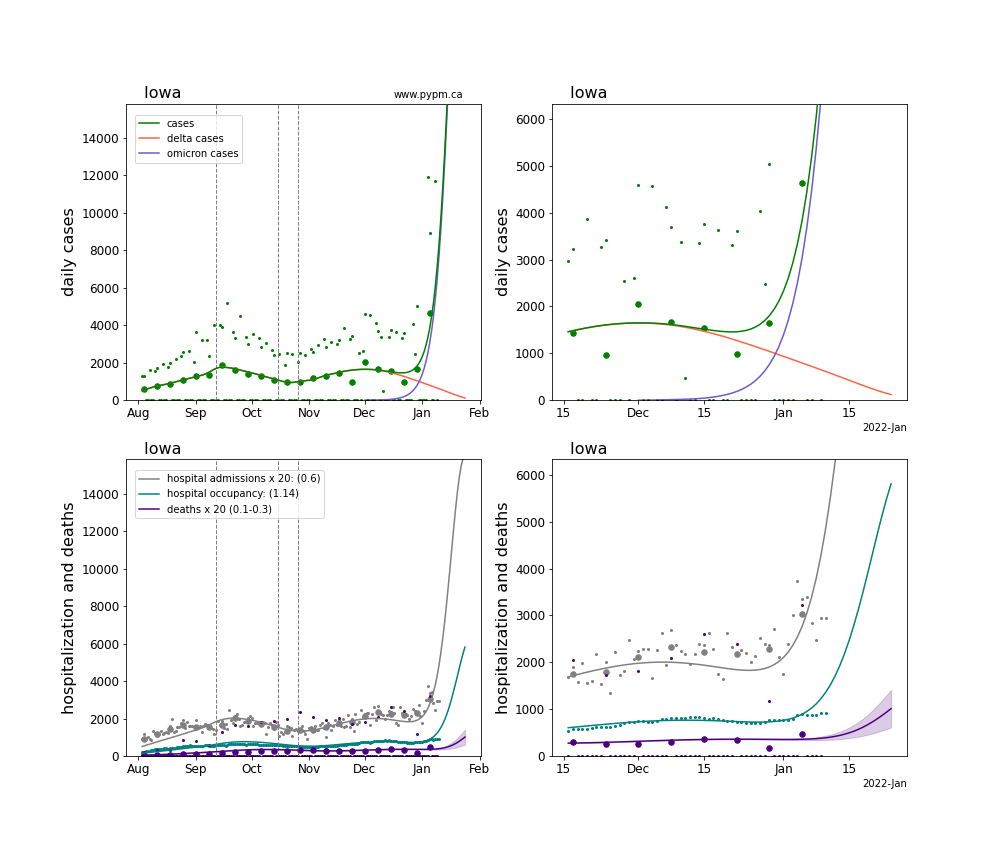 Iowa
www.pypm.ca
daily cases
14000
12000
10000
8000
6000
4000
2000
0
cases
delta cases
omicron cases
Aug Sep Oct Nov Dec Jan Feb
Iowa
daily cases
6000
5000
4000
3000
2000
1000
0
15 Dec 15 Jan 15
2022-Jan
Iowa
hospitalization and deaths
14000
12000
10000
8000
6000
4000
2000
0
hospital admissions x 20: (0.6)
hospital occupancy: (1.14)
deaths x 20 (0.1-0.3)
Aug Sep Oct Nov Dec Jan Feb
Iowa
hospitalization and deaths
6000
5000
4000
3000
2000
1000
0
15 Dec 15 Jan 15
2022-Jan